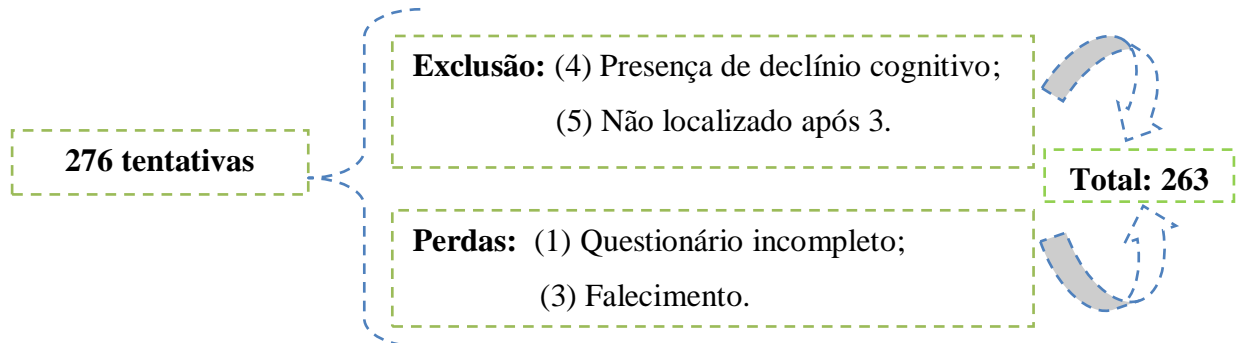 276 tentativas
Exclusão: (4) Presença de declínio cognitivo;
(5) Não localizado após 3.
Perdas: (1) Questionário incompleto;
(3) Falecimento.
Total: 263